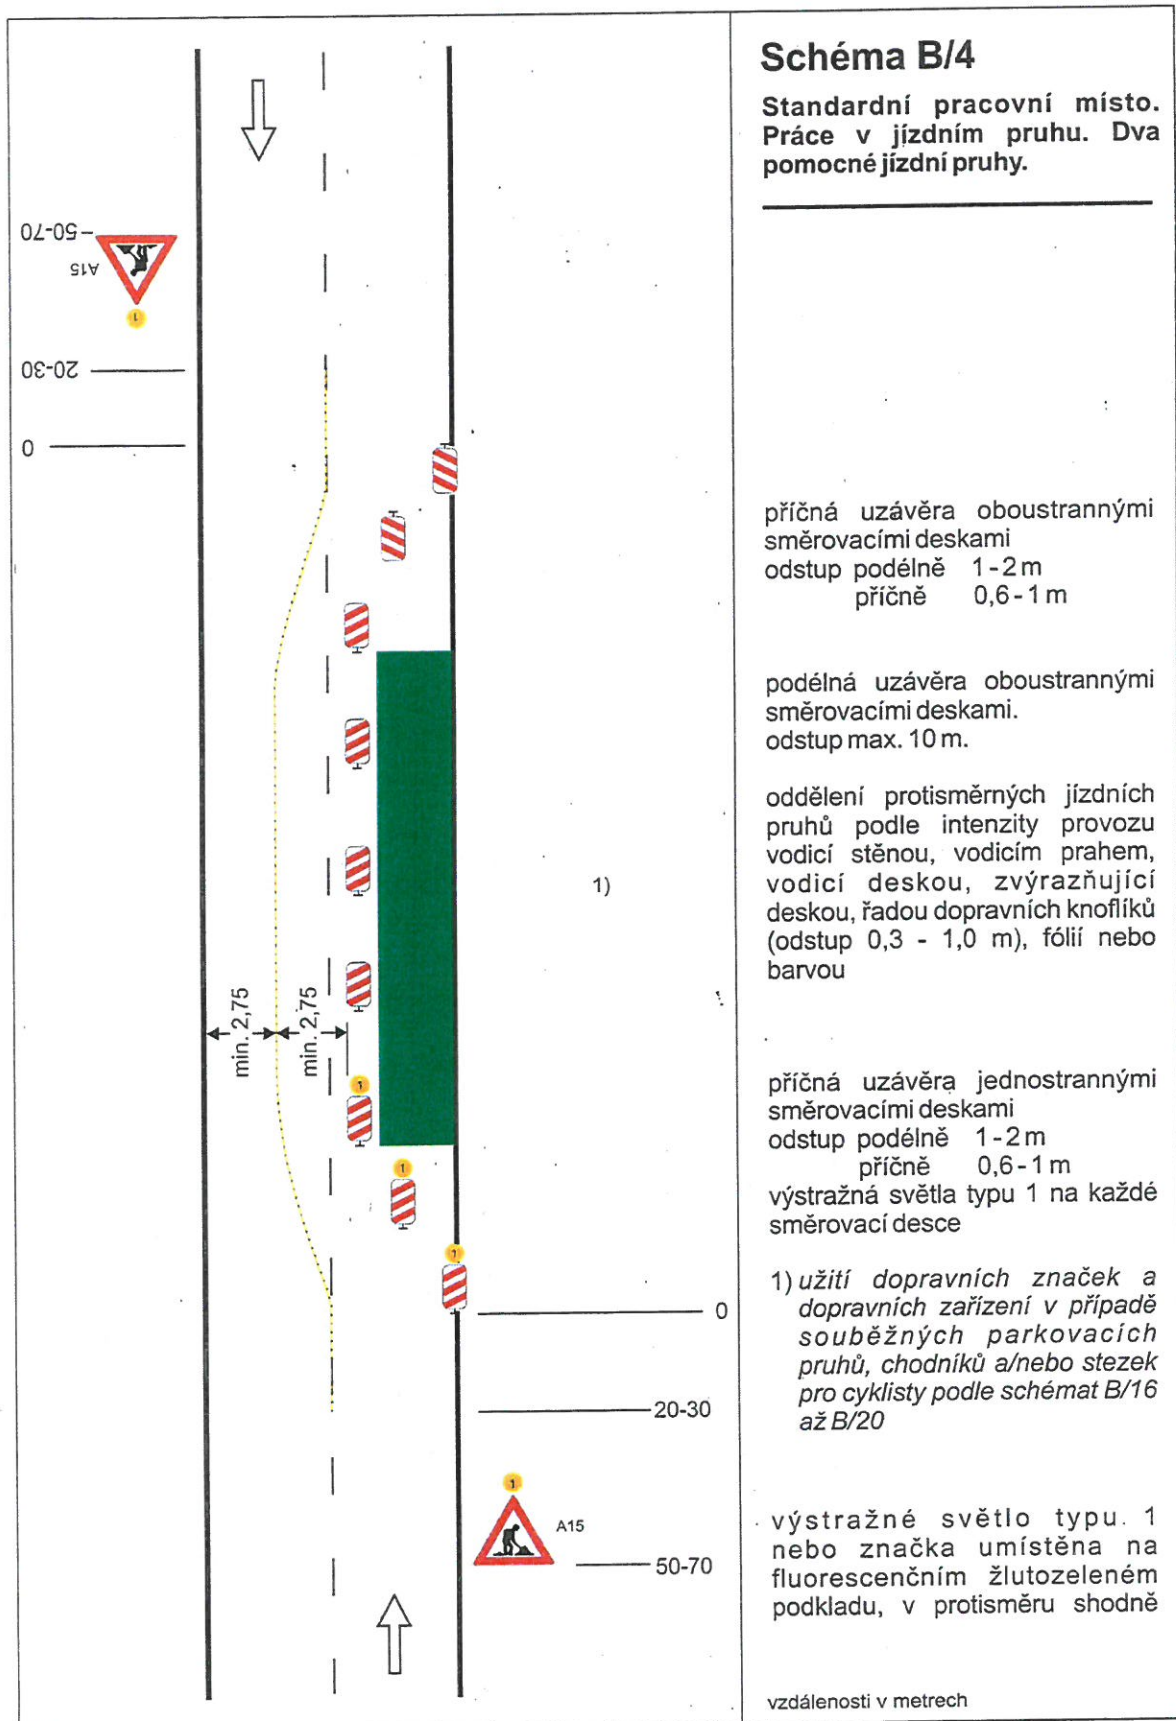 Schéma B/4
Standardní pracovní místo.
Práce v jízdním pruhu. Dva
pomocné jízdní pruhy.
50-70
A15
1
20-30
0
příčná uzávěra oboustrannými
směrovacími deskami
odstup podélně 1-2 m
příčně 0,6-1 m
podélná uzávěra oboustrannými
směrovacími deskami.
odstup max. 10 m.
oddělení protisměrných jízdních
pruhů podle intenzity provozu
vodicí stěnou, vodicím prahem,
vodicí deskou, zvýrazňující
deskou, řadou dopravních knoflíků
(odstup 0,3 - 1,0 m), fólií nebo
barvou
1)
min. 2,75
min. 2,75
1
1
1
příčná uzávěra jednostrannými
směrovacími deskami
odstup podélně 1-2 m
příčně 0,6-1 m
výstražná světla typu 1 na každé
směrovací desce
0
1) užití dopravních značek a
dopravních zařízení v případě
souběžných parkovacích
pruhů, chodníků a/nebo stezek
pro cyklisty podle schémat B/16
až B/20
20-30
1
A15
50-70
výstražné světlo typu 1
nebo značka umístěna na
fluorescenčním žlutozeleném
podkladu, v protisměru shodně
vzdálenosti v metrech